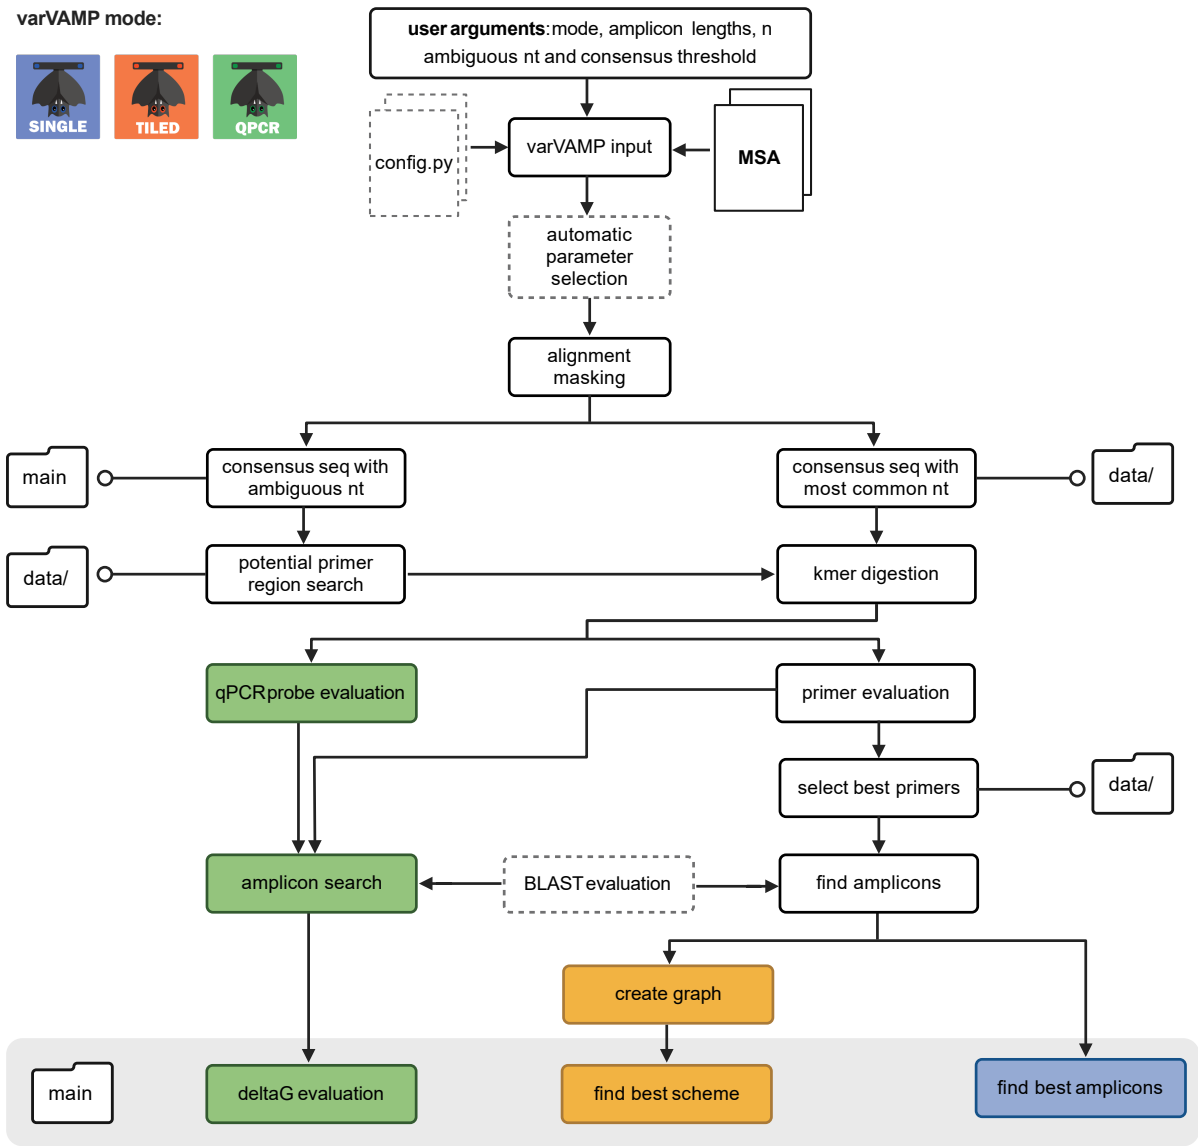 varVAMP mode:
SINGLE
TILED
QPCR
user arguments: mode, amplicon lengths, n
ambiguous nt and consensus threshold
config.py
varVAMP input
MSA
automatic
parameter
selection
alignment
masking
main
consensus seq with
ambiguous nt
consensus seq with
most common nt
data/
data/
potential primer
region search
kmer digestion
qPCR probe evaluation
primer evaluation
select best primers
data/
amplicon search
BLAST evaluation
find amplicons
create graph
main
deltaG evaluation
find best scheme
find best amplicons